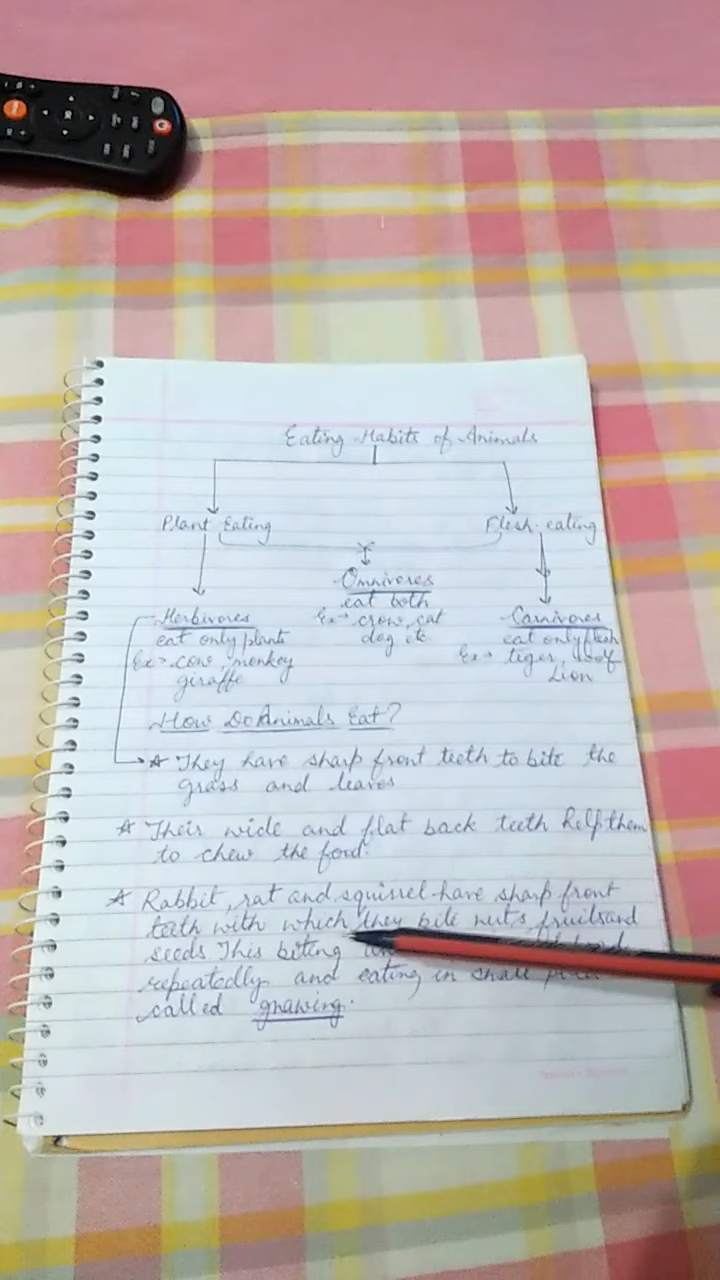 Eating Habits of Animals
Plant Eating
Flesh-eating
Omnivores
eat both
Ex→ crow, cat
dog etc
Herbivores
eat only plant
Ex→ cow, monkey
giraffe
Carnivores
eat only flesh
Ex→ tiger, wolf
Lion
How Do Animals Eat?
☆ They have sharp front teeth to bite the
grass and leaves
☆ Their wide and flat back teeth help them
to chew the food.
☆ Rabbit, rat and squirrel have sharp front
teeth with which they bite nuts fruits and
seeds This biting
repeatedly and eating in small
called gnawing.